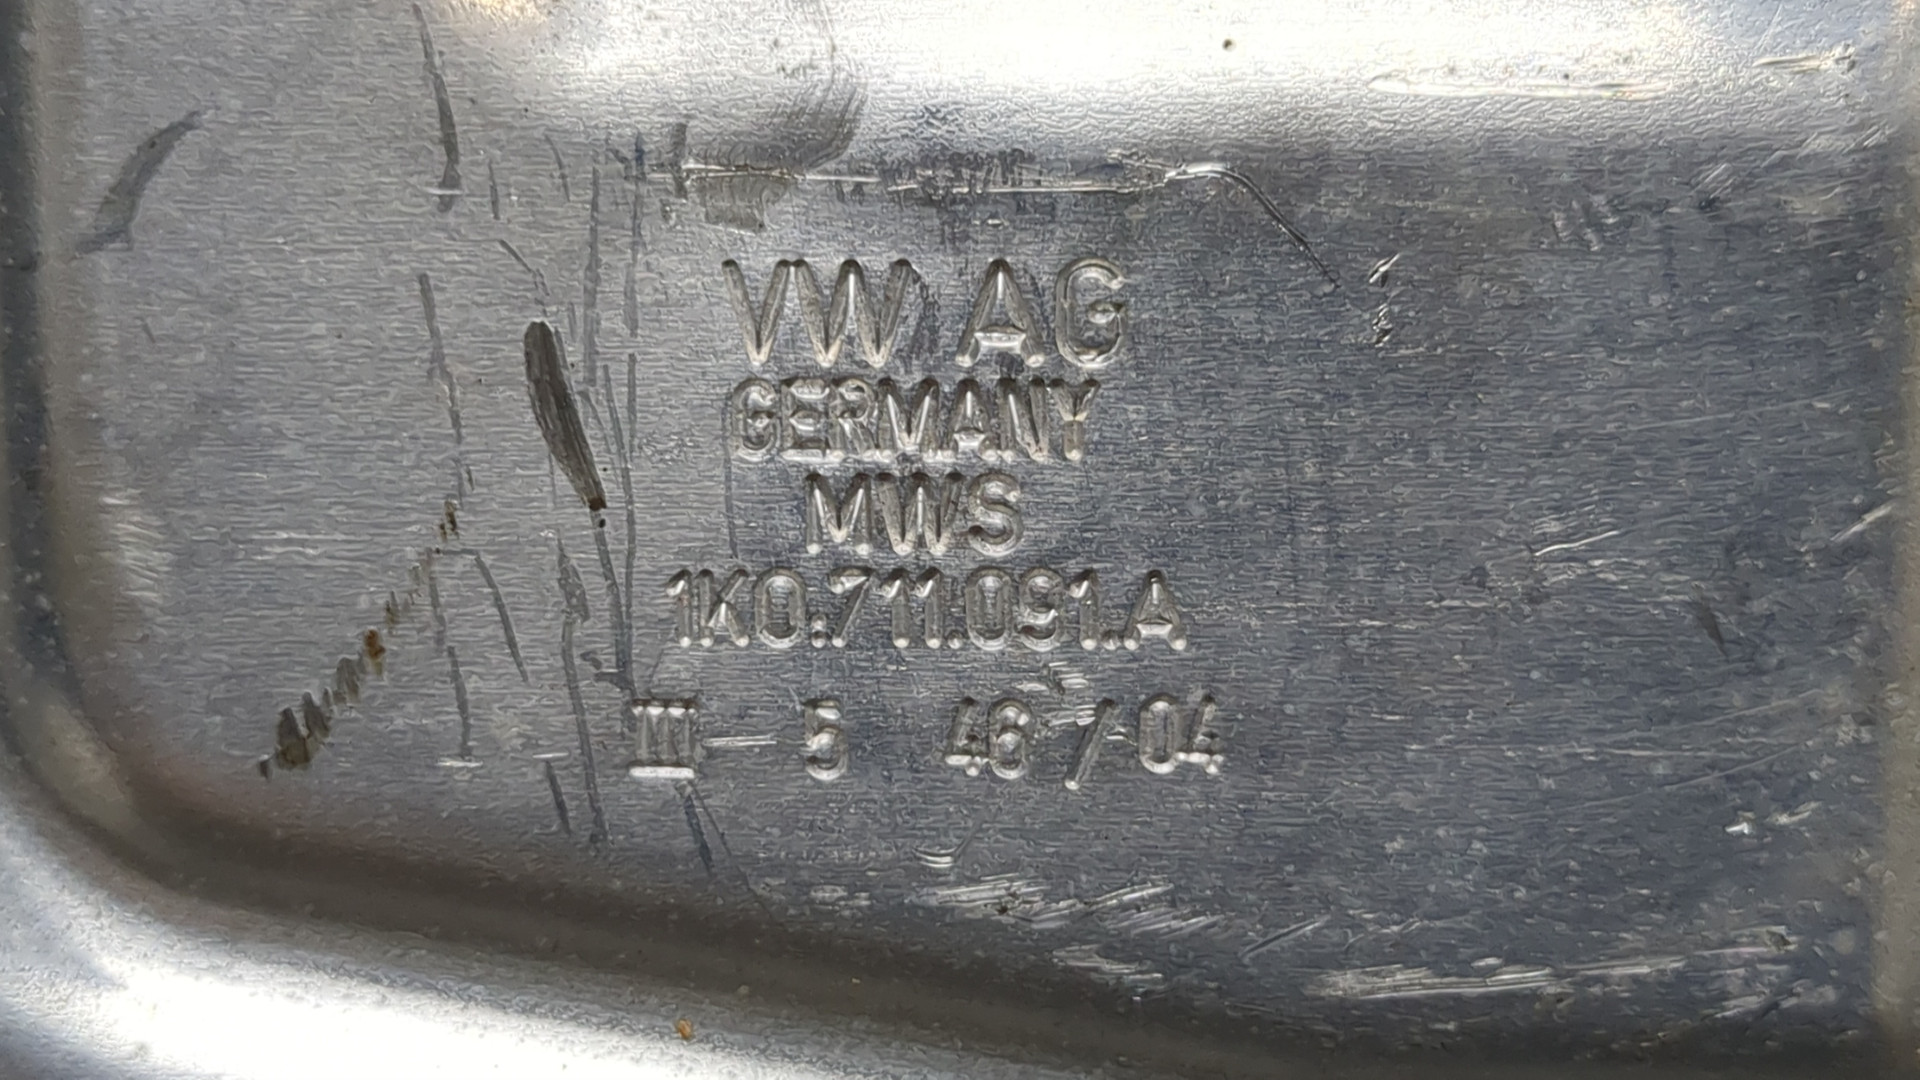 VW AG
GERMANY
MWS
1K0.711.091.A
III - 5 46 / 04